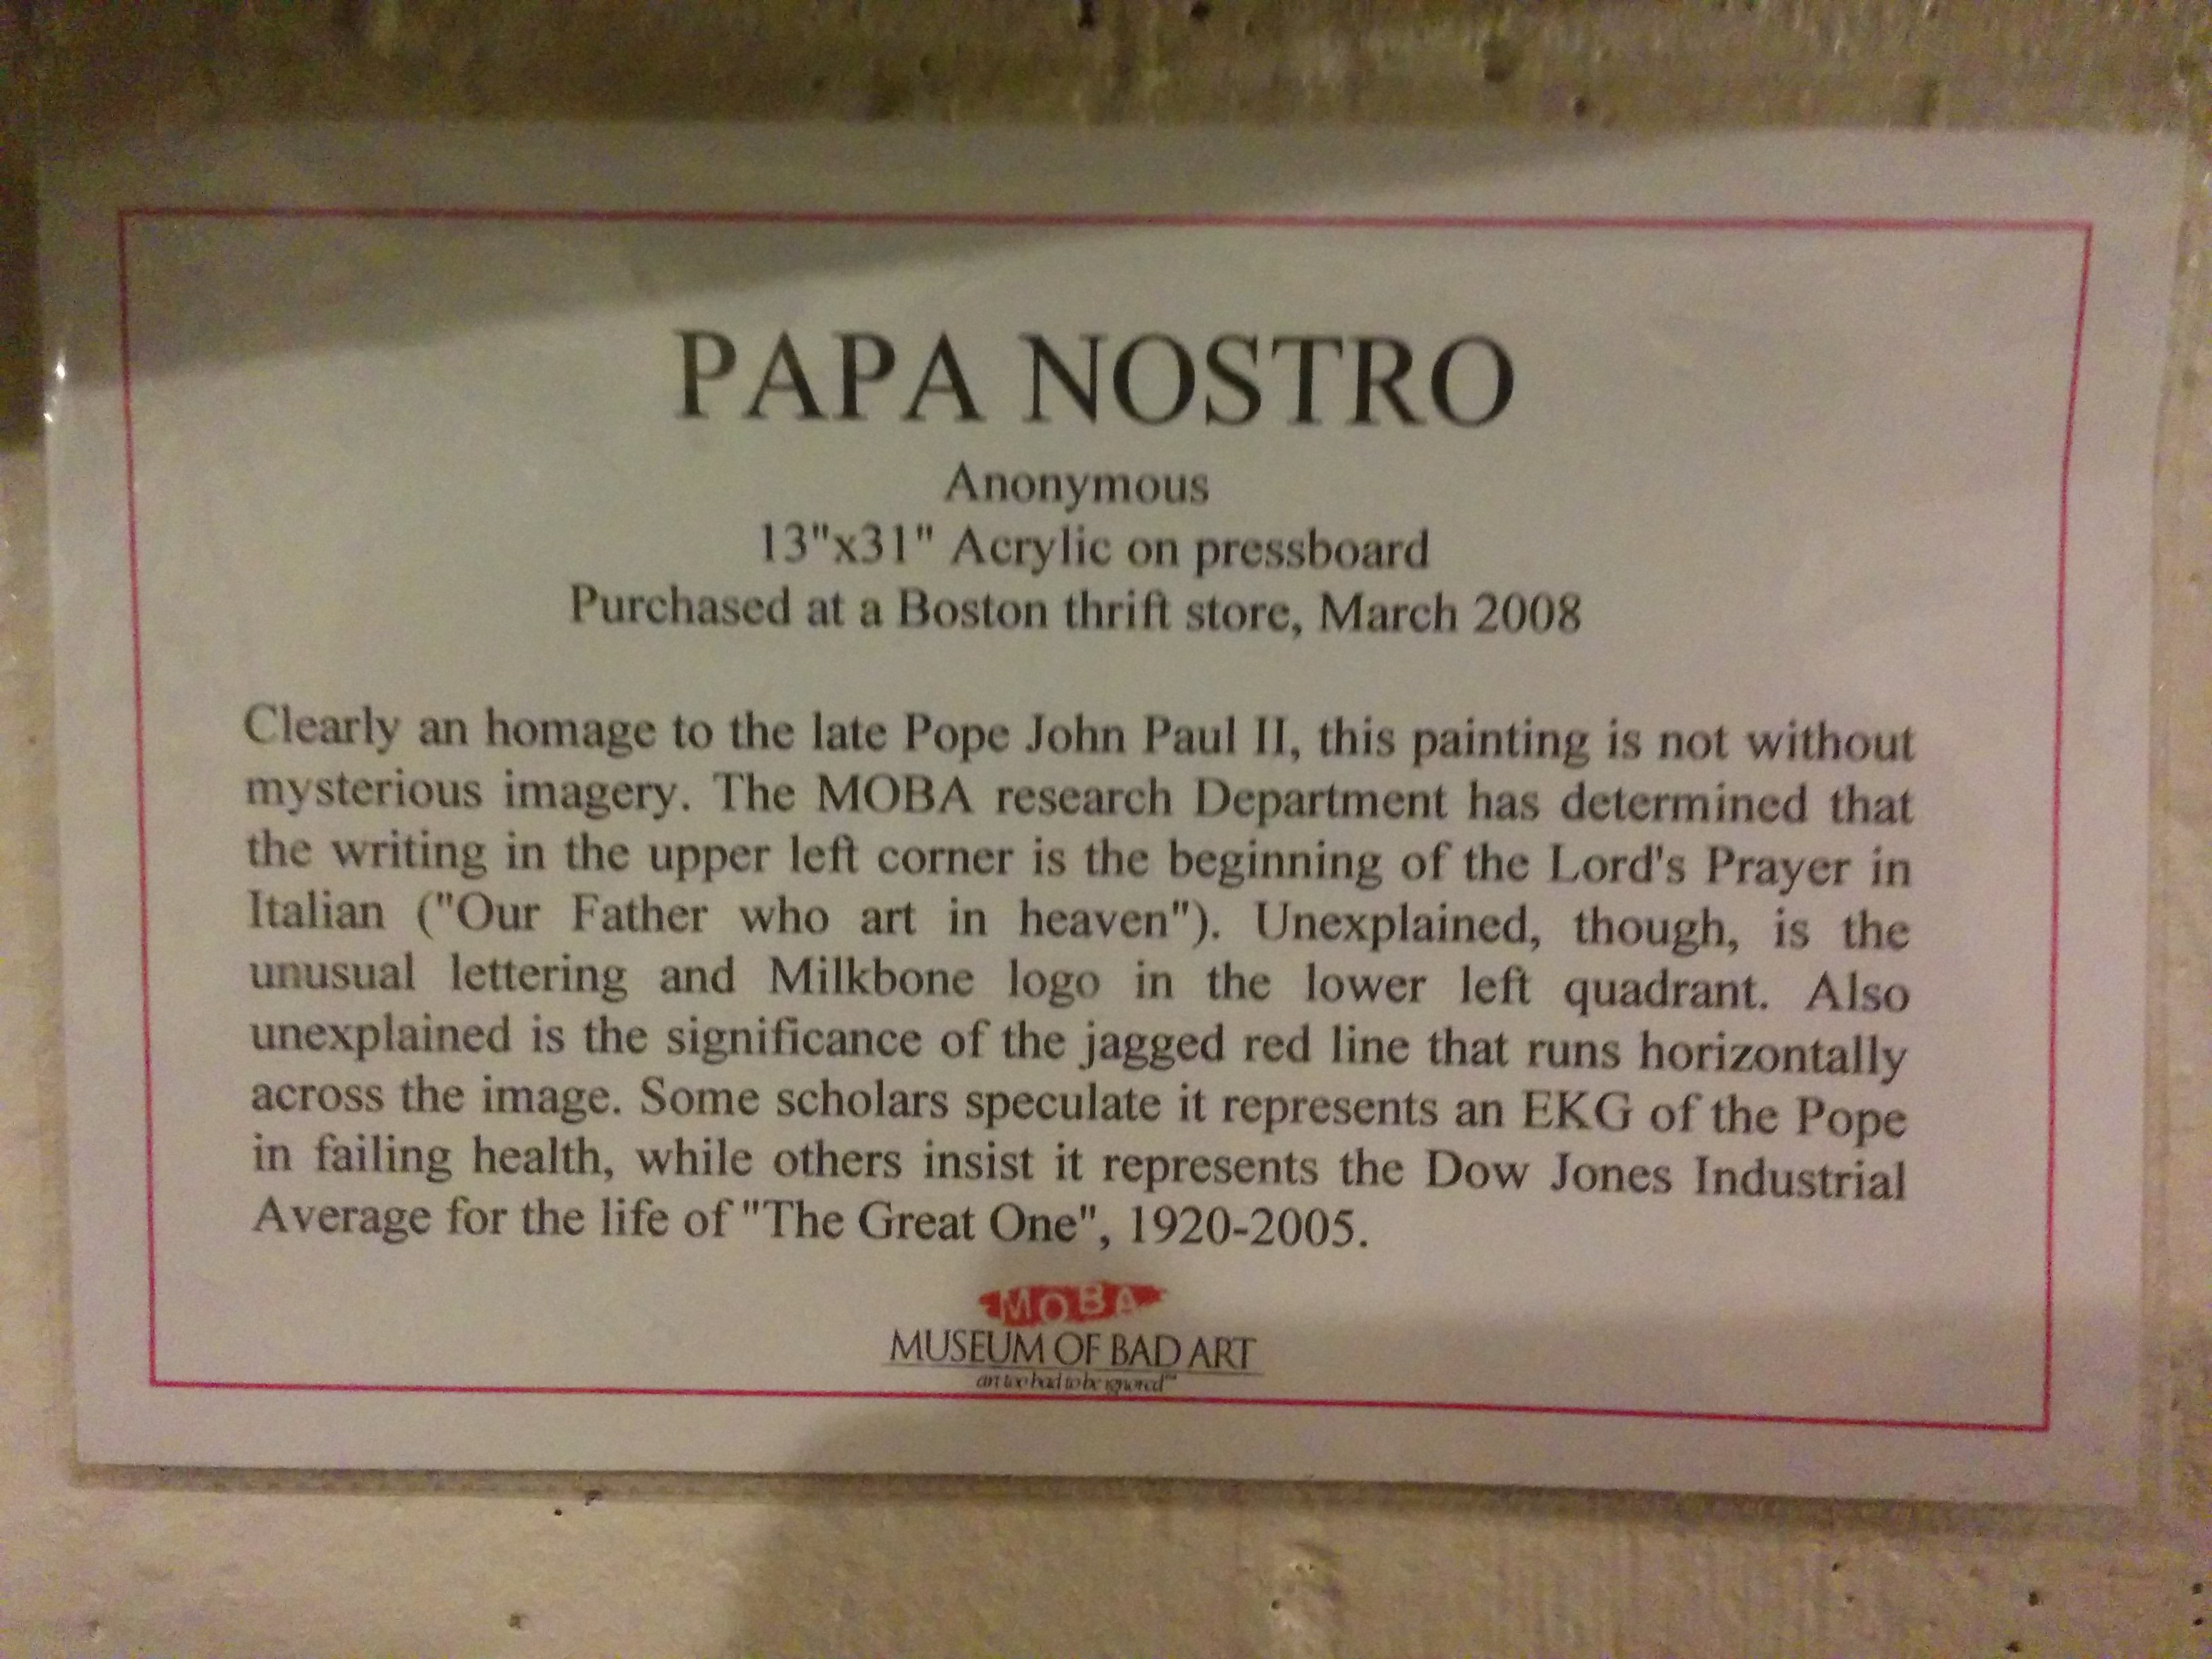 PAPA NOSTRO
Anonymous
13"x31" Acrylic on pressboard
Purchased at a Boston thrift store, March 2008
Clearly an homage to the late Pope John Paul II, this painting is not without
mysterious imagery. The MOBA research Department has determined that
the writing in the upper left corner is the beginning of the Lord's Prayer in
Italian ("Our Father who art in heaven"). Unexplained, though, is the
unusual lettering and Milkbone logo in the lower left quadrant. Also
unexplained is the significance of the jagged red line that runs horizontally
across the image. Some scholars speculate it represents an EKG of the Pope
in failing health, while others insist it represents the Dow Jones Industrial
Average for the life of "The Great One", 1920-2005.
MOBA
MUSEUM OF BAD ART
art too bad to be ignored™